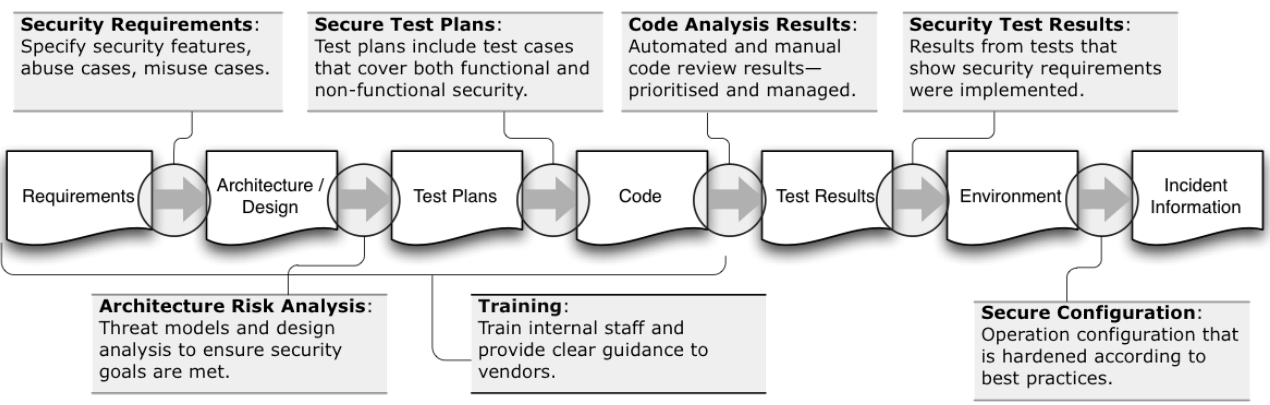 Security Requirements:
Specify security features,
abuse cases, misuse cases.
Secure Test Plans:
Test plans include test cases
that cover both functional and
non-functional security.
Code Analysis Results:
Automated and manual
code review results—
prioritised and managed.
Security Test Results:
Results from tests that
show security requirements
were implemented.
Requirements
Architecture /
Design
Test Plans
Code
Test Results
Environment
Incident
Information
Architecture Risk Analysis:
Threat models and design
analysis to ensure security
goals are met.
Training:
Train internal staff and
provide clear guidance to
vendors.
Secure Configuration:
Operation configuration that
is hardened according to
best practices.